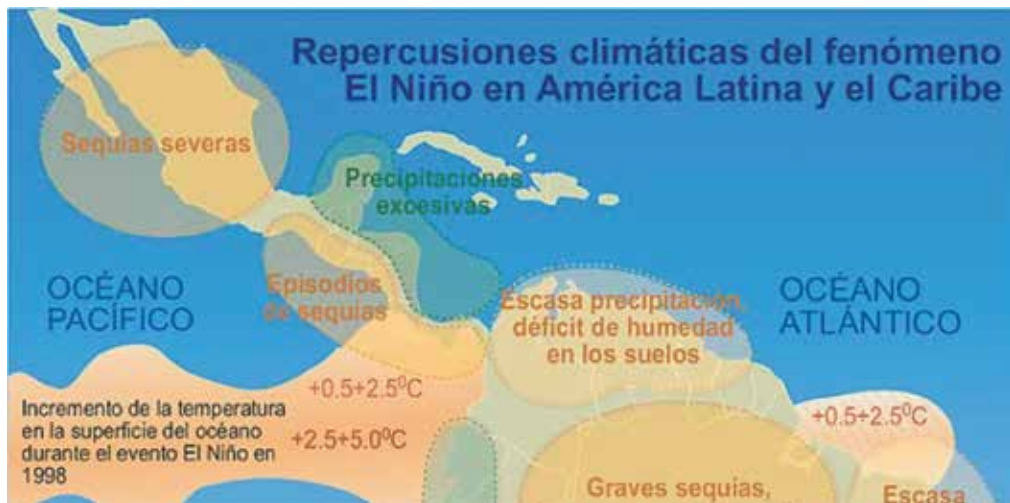 Repercusiones climáticas del fenómeno
El Niño en América Latina y el Caribe
Sequías severas
Precipitaciones
excesivas
OCÉANO
PACÍFICO
Episodios
de sequías
Escasa precipitación,
déficit de humedad
en los suelos
OCÉANO
ATLÁNTICO
+0.5+2.5⁰C
Incremento de la temperatura
en la superficie del océano
durante el evento El Niño en
1998
+2.5+5.0⁰C
+0.5+2.5⁰C
Graves sequías,
Escasa